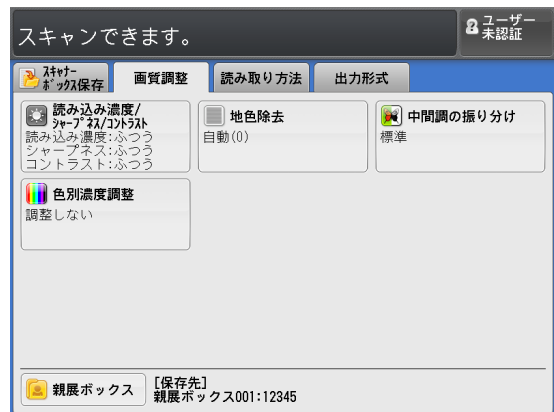 スキャンできます。
ユーザー
未認証
スキャナー
ボックス保存
画質調整
読み取り方法
出力形式
読み込み濃度/
シャープネス/コントラスト
読み込み濃度:ふつう
シャープネス:ふつう
コントラスト:ふつう
地色除去
自動(0)
中間調の振り分け
標準
色別濃度調整
調整しない
親展ボックス
[保存先]
親展ボックス001:12345